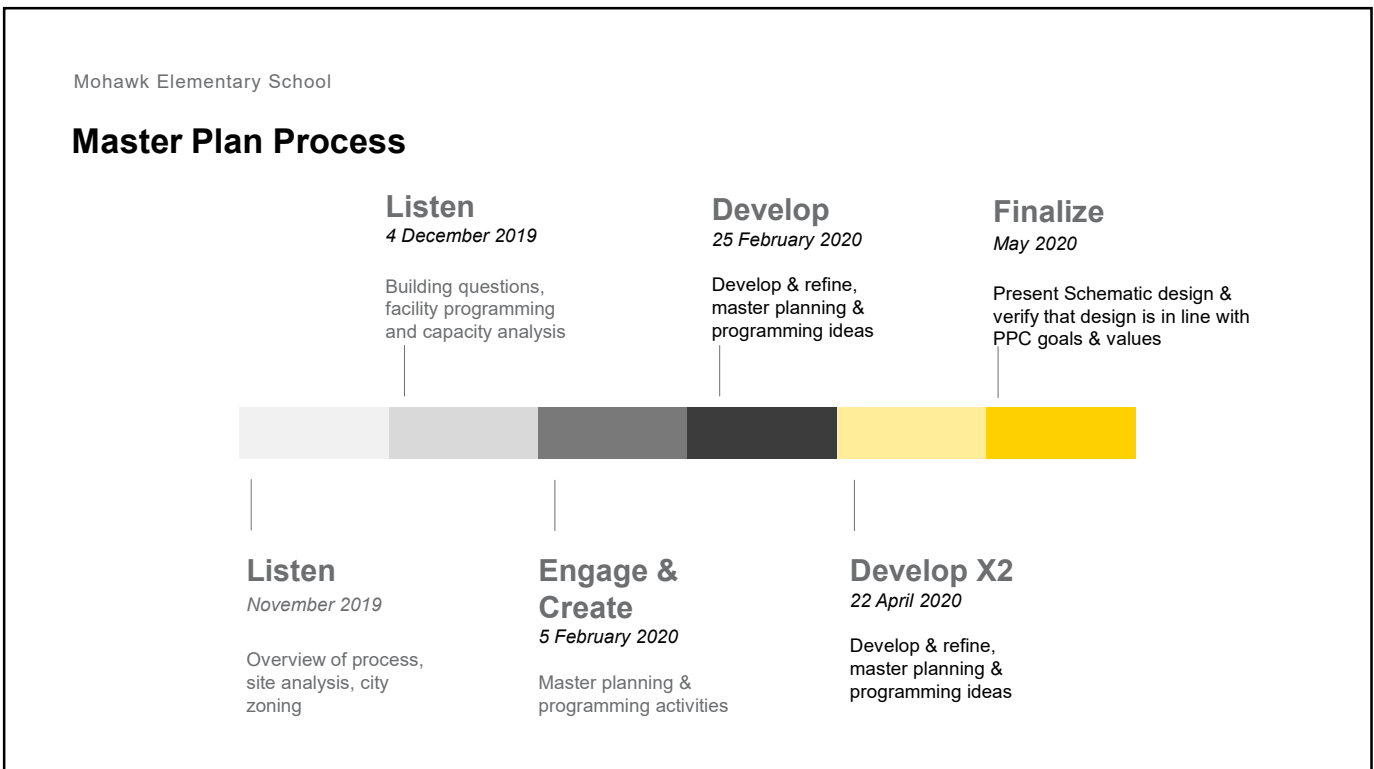 Mohawk Elementary School
Master Plan Process
Listen
4 December 2019
Building questions,
facility programming
and capacity analysis
Develop
25 February 2020
Develop & refine,
master planning &
programming ideas
Finalize
May 2020
Present Schematic design &
verify that design is in line with
PPC goals & values
Listen
November 2019
Overview of process,
site analysis, city
zoning
Engage &
Create
5 February 2020
Master planning &
programming activities
Develop X2
22 April 2020
Develop & refine,
master planning &
programming ideas